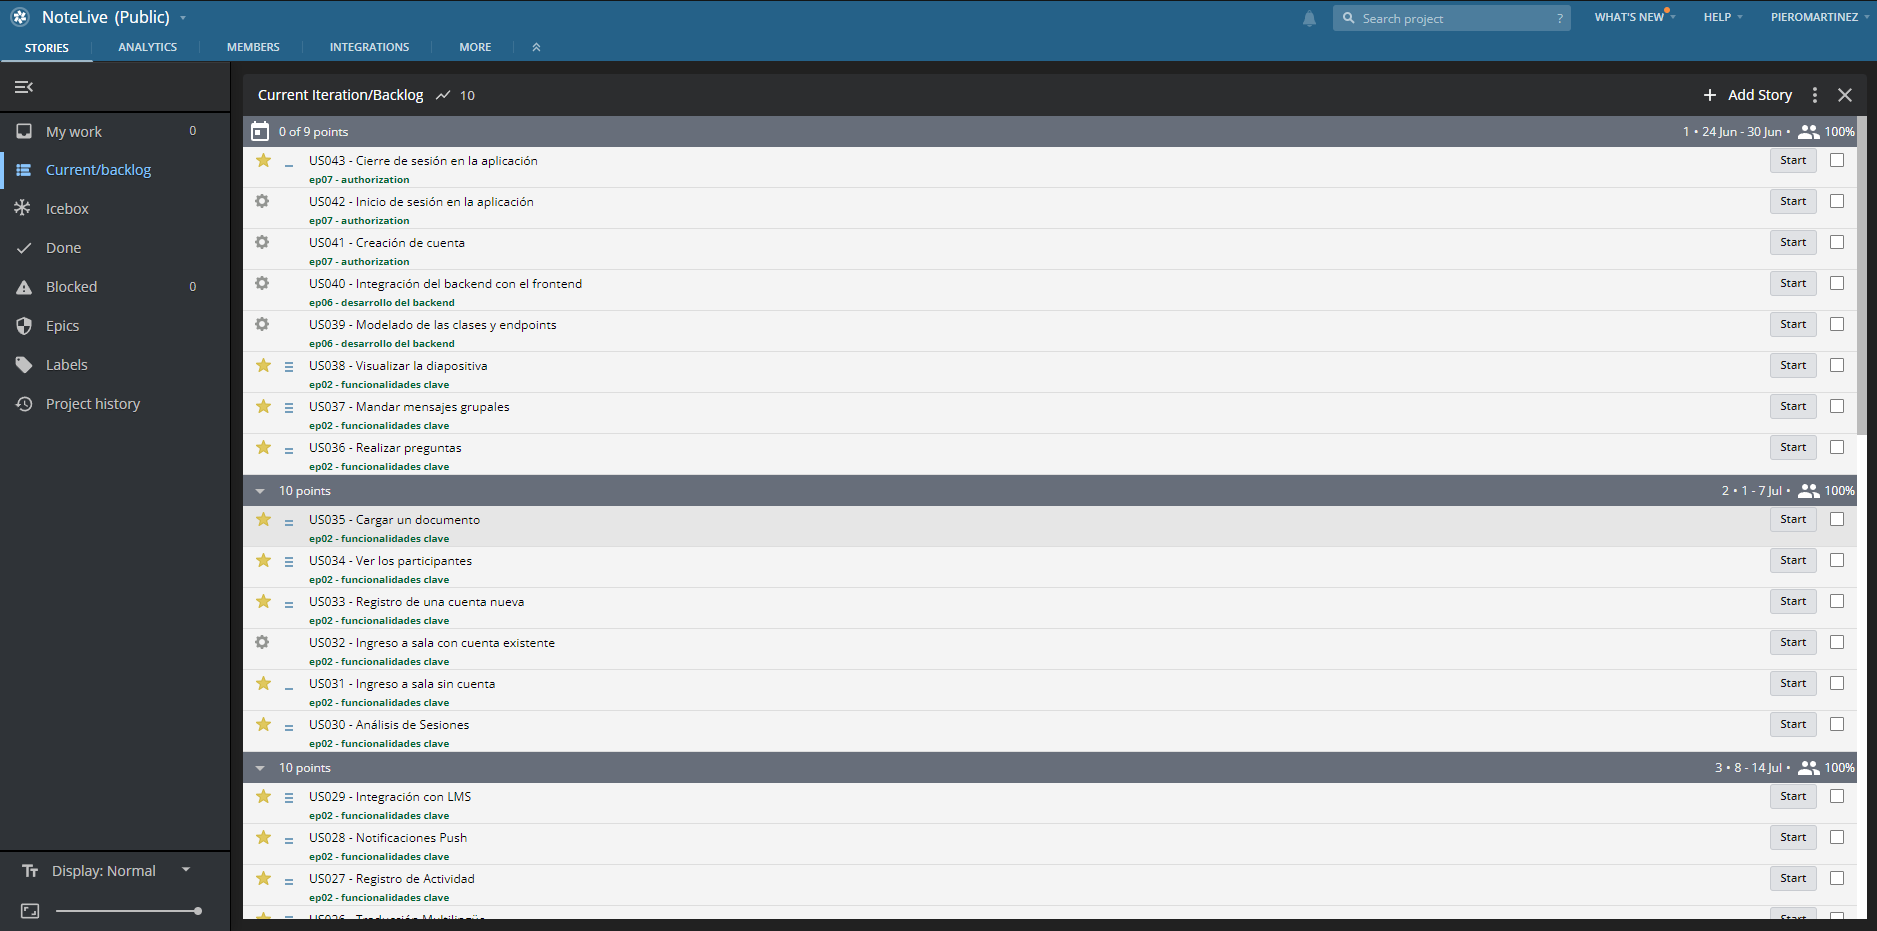 NoteLive (Public)
Search project ?
WHAT'S NEW
HELP
PIEROMARTINEZ
STORIES
ANALYTICS
MEMBERS
INTEGRATIONS
MORE
My work 0
Current/backlog
Icebox
Done
Blocked 0
Epics
Labels
Project history
Display: Normal
Current Iteration/Backlog 10
+ Add Story
0 of 9 points 1 • 24 Jun - 30 Jun • 100%
US043 - Cierre de sesión en la aplicación Start
ep07 - authorization
US042 - Inicio de sesión en la aplicación Start
ep07 - authorization
US041 - Creación de cuenta Start
ep07 - authorization
US040 - Integración del backend con el frontend Start
ep06 - desarrollo del backend
US039 - Modelado de las clases y endpoints Start
ep06 - desarrollo del backend
US038 - Visualizar la diapositiva Start
ep02 - funcionalidades clave
US037 - Mandar mensajes grupales Start
ep02 - funcionalidades clave
US036 - Realizar preguntas Start
ep02 - funcionalidades clave
10 points 2 • 1 - 7 Jul • 100%
US035 - Cargar un documento Start
ep02 - funcionalidades clave
US034 - Ver los participantes Start
ep02 - funcionalidades clave
US033 - Registro de una cuenta nueva Start
ep02 - funcionalidades clave
US032 - Ingreso a sala con cuenta existente Start
ep02 - funcionalidades clave
US031 - Ingreso a sala sin cuenta Start
ep02 - funcionalidades clave
US030 - Análisis de Sesiones Start
ep02 - funcionalidades clave
10 points 3 • 8 - 14 Jul • 100%
US029 - Integración con LMS Start
ep02 - funcionalidades clave
US028 - Notificaciones Push Start
ep02 - funcionalidades clave
US027 - Registro de Actividad Start
ep02 - funcionalidades clave
US026 - Traducción Multilingüe Start